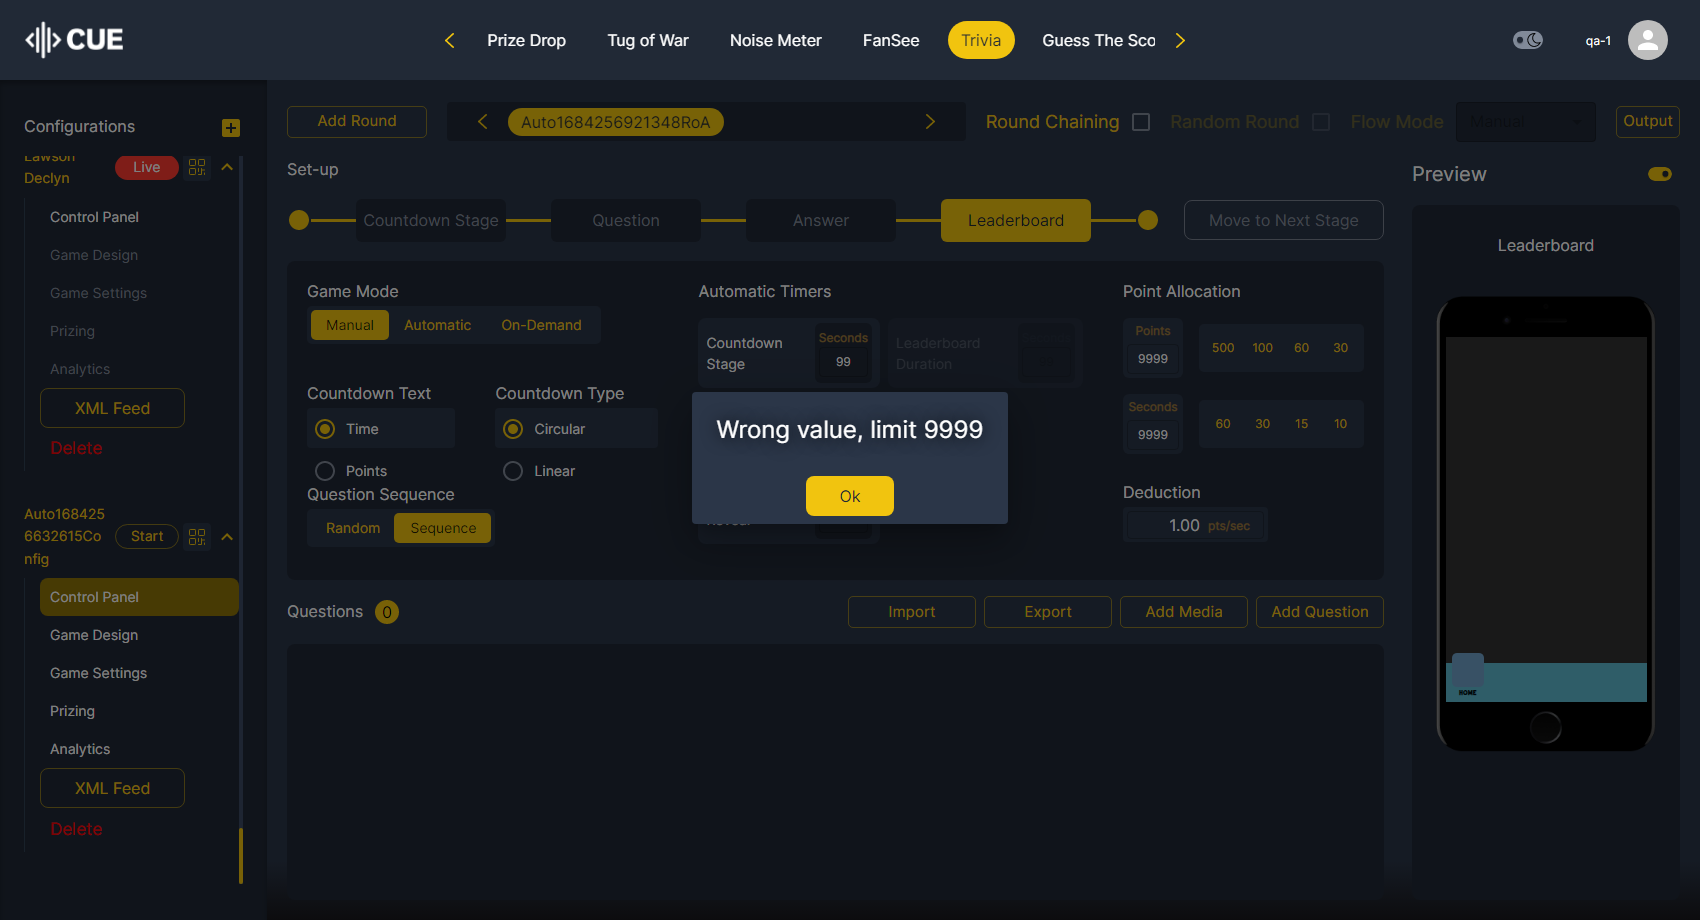 CUE
Prize Drop
Tug of War
Noise Meter
FanSee
Trivia
Guess The Sco
qa-1
Configurations
Lawson
Declyn
Live
Control Panel
Game Design
Game Settings
Prizing
Analytics
XML Feed
Delete
Auto168425
6632615Co
nfig
Start
Control Panel
Game Design
Game Settings
Prizing
Analytics
XML Feed
Delete
Add Round
Auto1684256921348RoA
Round Chaining
Random Round
Flow Mode
Manual
Output
Set-up
Countdown Stage
Question
Answer
Leaderboard
Move to Next Stage
Game Mode
Manual
Automatic
On-Demand
Countdown Text
Time
Points
Countdown Type
Circular
Linear
Question Sequence
Random
Sequence
Automatic Timers
Countdown
Stage
Seconds
99
Leaderboard
Duration
Wrong value, limit 9999
Ok
Point Allocation
Points
9999
500
100
60
30
Seconds
9999
60
30
15
10
Deduction
1.00 pts/sec
Questions
0
Import
Export
Add Media
Add Question
Preview
Leaderboard
HOME